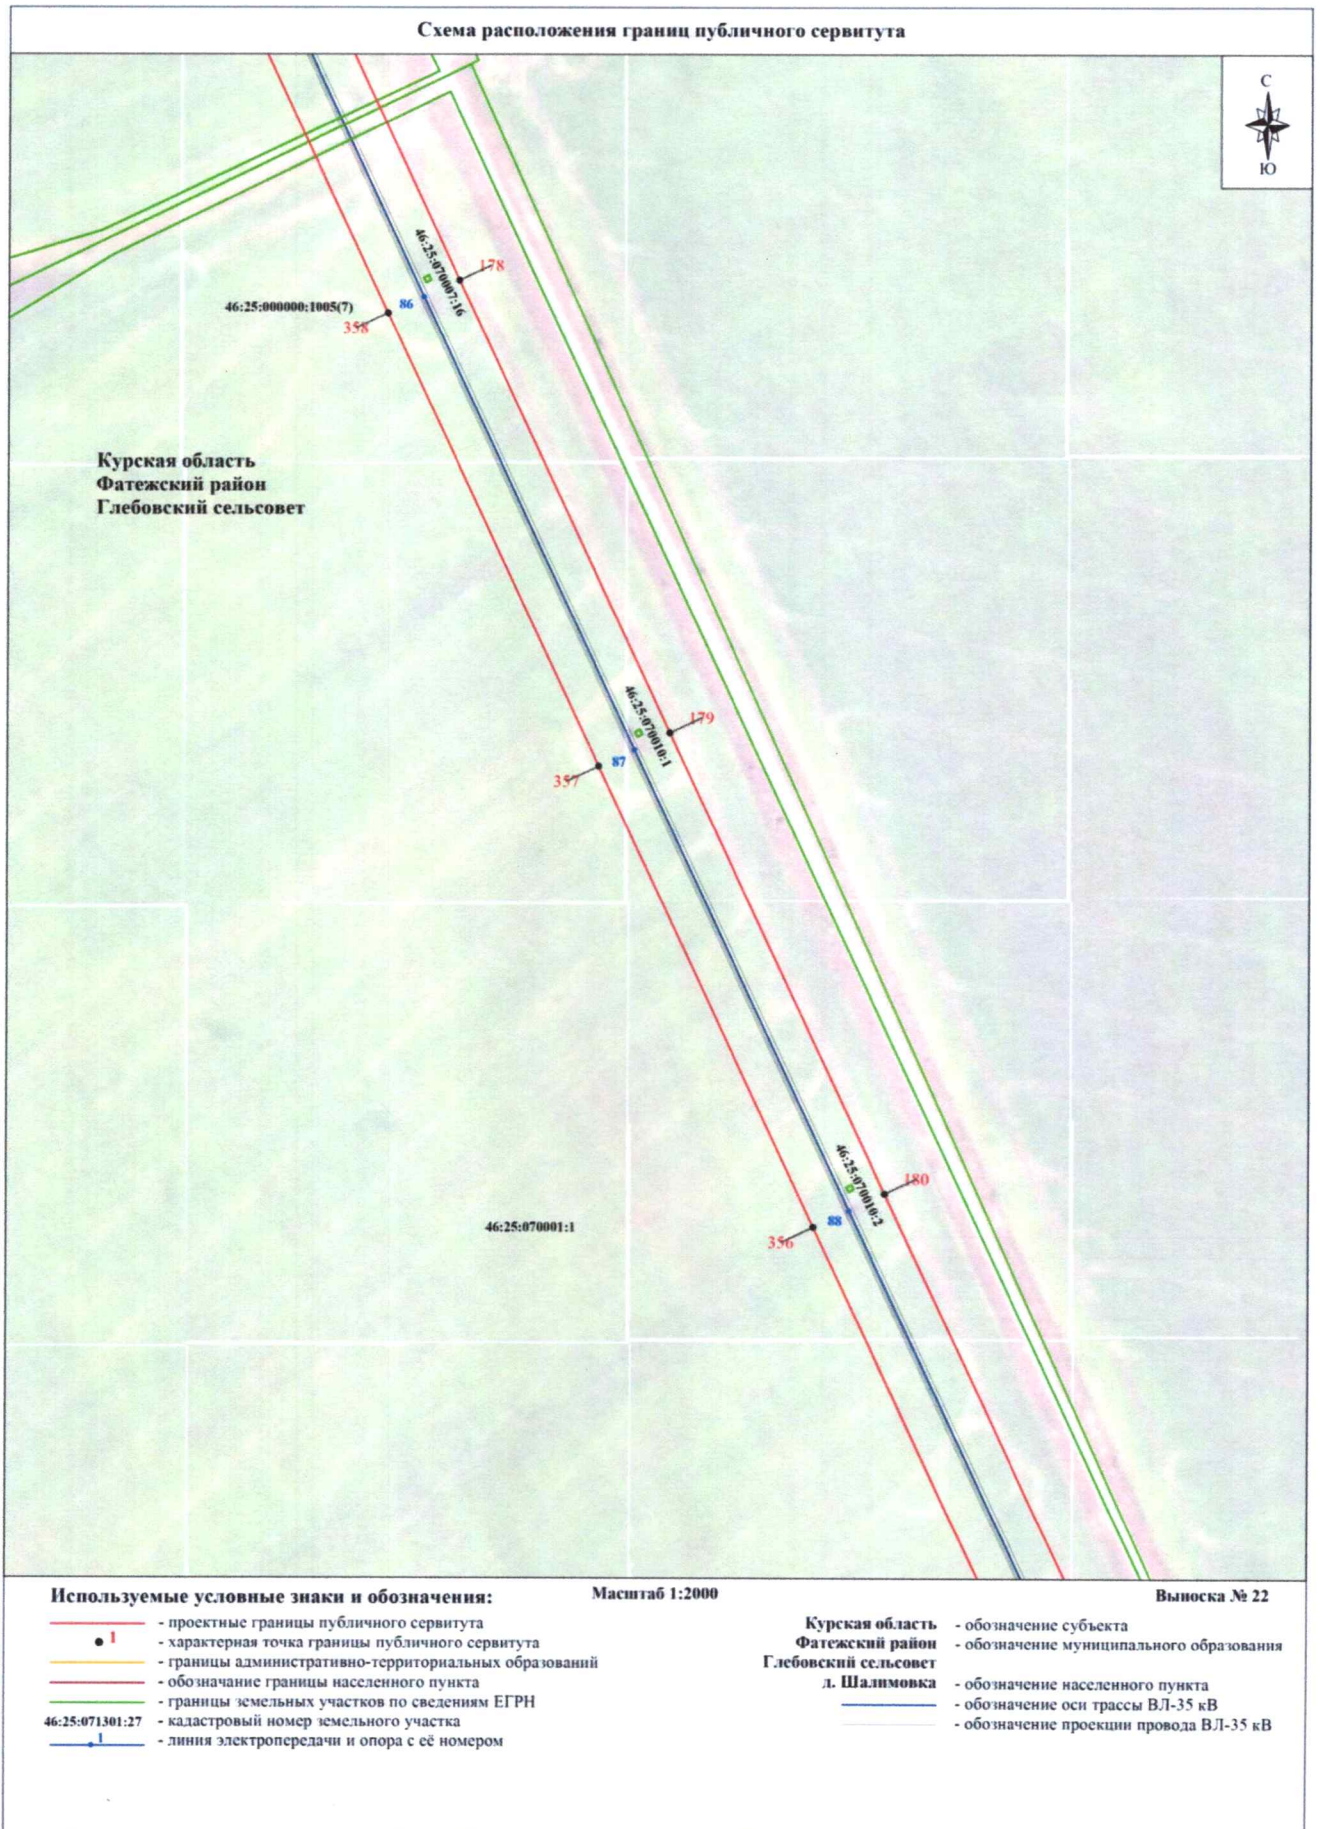 Схема расположения границ публичного сервитута
С
Ю
46:25:070007:16
178
46:25:000000:1005(7)
86
358
Курская область
Фатежский район
Глебовский сельсовет
46:25:070010:1
179
87
357
46:25:070010:2
180
46:25:070001:1
88
356
Используемые условные знаки и обозначения:
Масштаб 1:2000
Выноска № 22
- проектные границы публичного сервитута
1 - характерная точка границы публичного сервитута
- границы административно-территориальных образований
- обозначание границы населенного пункта
- границы земельных участков по сведениям ЕГРН
46:25:071301:27 - кадастровый номер земельного участка
1 - линия электропередачи и опора с её номером
Курская область - обозначение субъекта
Фатежский район - обозначение муниципального образования
Глебовский сельсовет
д. Шалимовка - обозначение населенного пункта
- обозначение оси трассы ВЛ-35 кВ
- обозначение проекции провода ВЛ-35 кВ